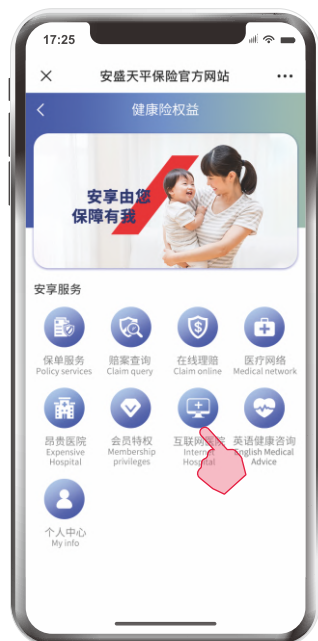 17:25
安盛天平保险官方网站
健康险权益
安享由您
保障有我
安享服务
保单服务
Policy services
赔案查询
Claim query
在线理赔
Claim online
医疗网络
Medical network
昂贵医院
Expensive
Hospital
会员特权
Membership
privileges
互联网医院
Internet
Hospital
英语健康咨询
English Medical
Advice
个人中心
My info